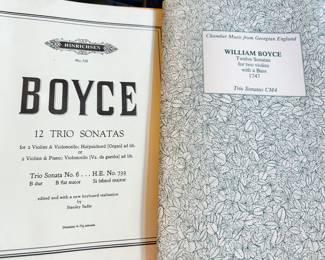 HINRICHSEN
BOYCE
12 TRIO SONATAS
for 2 Violins & Violoncello; Harpsichord [Organ] ad lib.
or
2 Violins & Piano; Violoncello [Va. da gamba] ad lib.
Trio Sonata No. 6 . . . H.E. No. 733
B dur B flat major Si bémol majeur
edited and with a new keyboard realisation by
Stanley Sadie
Chamber Music from Georgian England
WILLIAM BOYCE
Twelve Sonatas
for two violins
with a Bass
1747
Trio Sonatas CM4